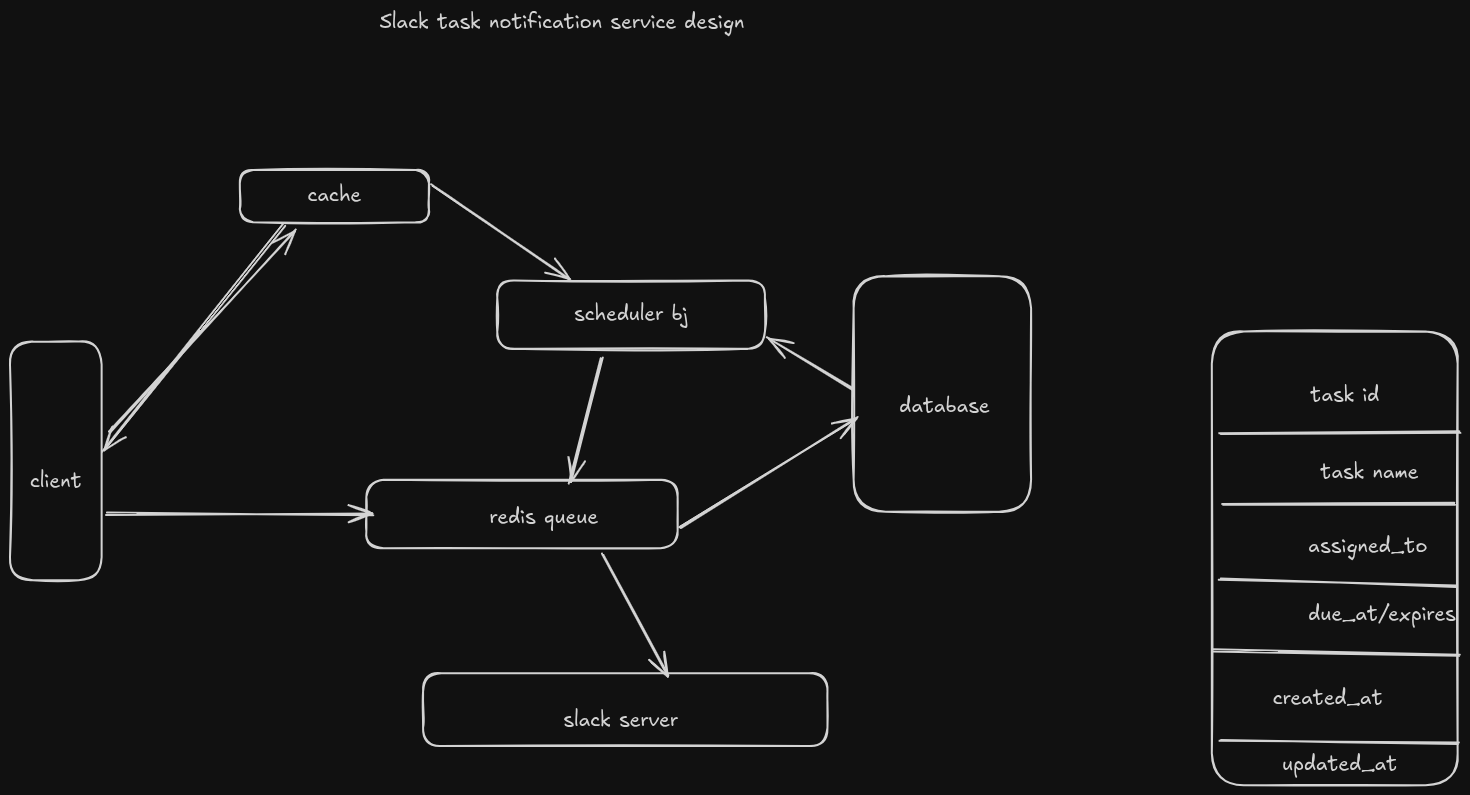 Slack task notification service design
cache
scheduler bj
database
client
redis queue
slack server
task id
task name
assigned_to
due_at/expires
created_at
updated_at